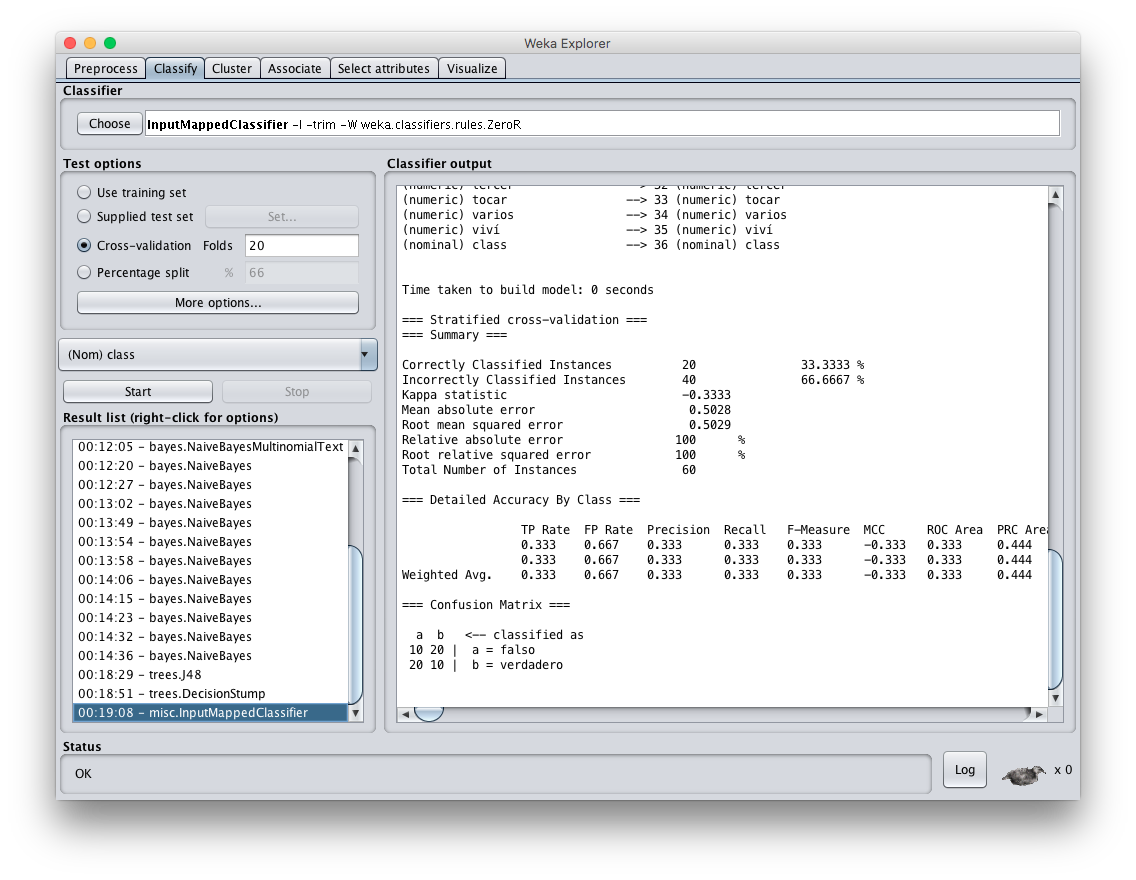 Weka Explorer
Preprocess Classify Cluster Associate Select attributes Visualize
Classifier
Choose InputMappedClassifier -I -trim -W weka.classifiers.rules.ZeroR
Test options
Use training set
Supplied test set Set...
Cross-validation Folds 20
Percentage split % 66
More options...
(Nom) class
Start Stop
Result list (right-click for options)
00:12:05 - bayes.NaiveBayesMultinomialText
00:12:20 - bayes.NaiveBayes
00:12:27 - bayes.NaiveBayes
00:13:02 - bayes.NaiveBayes
00:13:49 - bayes.NaiveBayes
00:13:54 - bayes.NaiveBayes
00:13:58 - bayes.NaiveBayes
00:14:06 - bayes.NaiveBayes
00:14:15 - bayes.NaiveBayes
00:14:23 - bayes.NaiveBayes
00:14:32 - bayes.NaiveBayes
00:14:36 - bayes.NaiveBayes
00:18:29 - trees.J48
00:18:51 - trees.DecisionStump
00:19:08 - misc.InputMappedClassifier
Classifier output
(numeric) tercer --> 32 (numeric) tercer
(numeric) tocar --> 33 (numeric) tocar
(numeric) varios --> 34 (numeric) varios
(numeric) viví --> 35 (numeric) viví
(nominal) class --> 36 (nominal) class
Time taken to build model: 0 seconds
=== Stratified cross-validation ===
=== Summary ===
Correctly Classified Instances 20 33.3333 %
Incorrectly Classified Instances 40 66.6667 %
Kappa statistic -0.3333
Mean absolute error 0.5028
Root mean squared error 0.5029
Relative absolute error 100 %
Root relative squared error 100 %
Total Number of Instances 60
=== Detailed Accuracy By Class ===
TP Rate FP Rate Precision Recall F-Measure MCC ROC Area PRC Area
0.333 0.667 0.333 0.333 0.333 -0.333 0.333 0.444
0.333 0.667 0.333 0.333 0.333 -0.333 0.333 0.444
Weighted Avg. 0.333 0.667 0.333 0.333 0.333 -0.333 0.333 0.444
=== Confusion Matrix ===
a b <-- classified as
10 20 | a = falso
20 10 | b = verdadero
Status
OK
Log
x 0